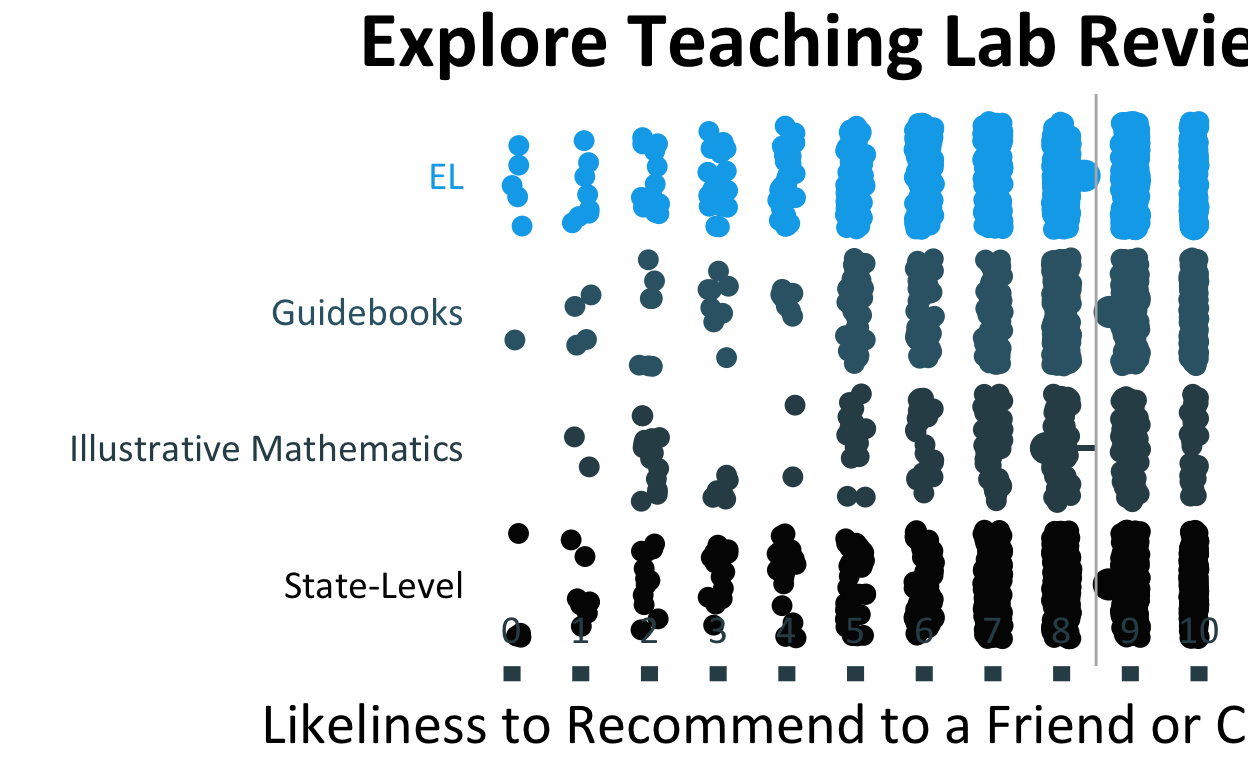 Explore Teaching Lab Revie
EL
Guidebooks
Illustrative Mathematics
State-Level
0 1 2 3 4 5 6 7 8 9 10
Likeliness to Recommend to a Friend or C